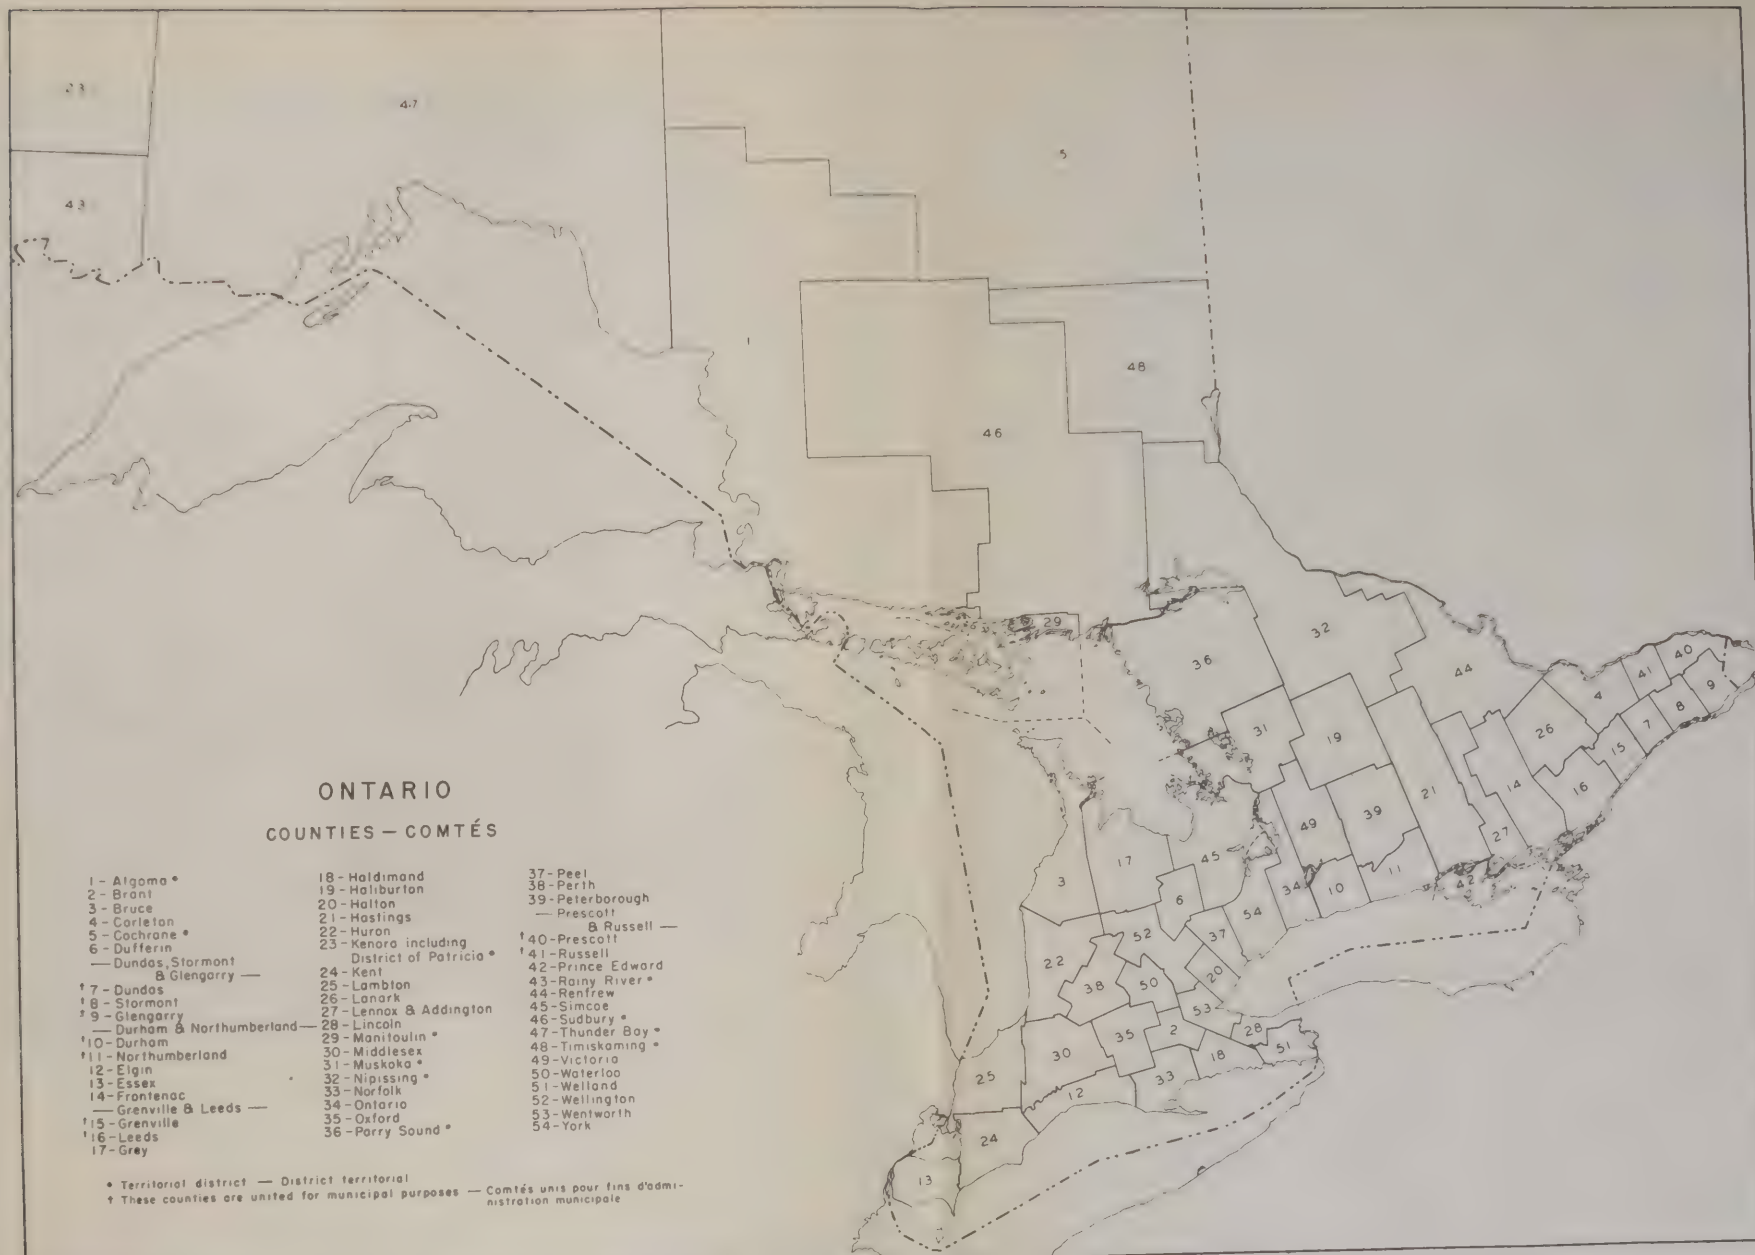 23
47
5
43
1
48
46
29
32
36
44
40
41
4
9
8
7
31
19
26
15
16
14
21
39
49
27
42
45
17
3
34
10
11
6
54
52
37
22
38
50
20
53
35
2
28
51
30
18
25
33
12
24
13
ONTARIO
COUNTIES — COMTÉS
1 - Algoma •
2 - Brant
3 - Bruce
4 - Carleton
5 - Cochrane •
6 - Dufferin
— Dundas, Stormont
& Glengarry —
† 7 - Dundas
† 8 - Stormont
† 9 - Glengarry
— Durham & Northumberland —
† 10 - Durham
† 11 - Northumberland
12 - Elgin
13 - Essex
14 - Frontenac
— Grenville & Leeds —
† 15 - Grenville
† 16 - Leeds
17 - Grey
18 - Haldimand
19 - Haliburton
20 - Halton
21 - Hastings
22 - Huron
23 - Kenora including
District of Patricia •
24 - Kent
25 - Lambton
26 - Lanark
27 - Lennox & Addington
28 - Lincoln
29 - Manitoulin •
30 - Middlesex
31 - Muskoka •
32 - Nipissing •
33 - Norfolk
34 - Ontario
35 - Oxford
36 - Parry Sound •
37 - Peel
38 - Perth
39 - Peterborough
— Prescott
& Russell —
† 40 - Prescott
† 41 - Russell
42 - Prince Edward
43 - Rainy River •
44 - Renfrew
45 - Simcoe
46 - Sudbury •
47 - Thunder Bay •
48 - Timiskaming •
49 - Victoria
50 - Waterloo
51 - Welland
52 - Wellington
53 - Wentworth
54 - York
• Territorial district — District territorial
† These counties are united for municipal purposes — Comtés unis pour fins d'admi-
nistration municipale